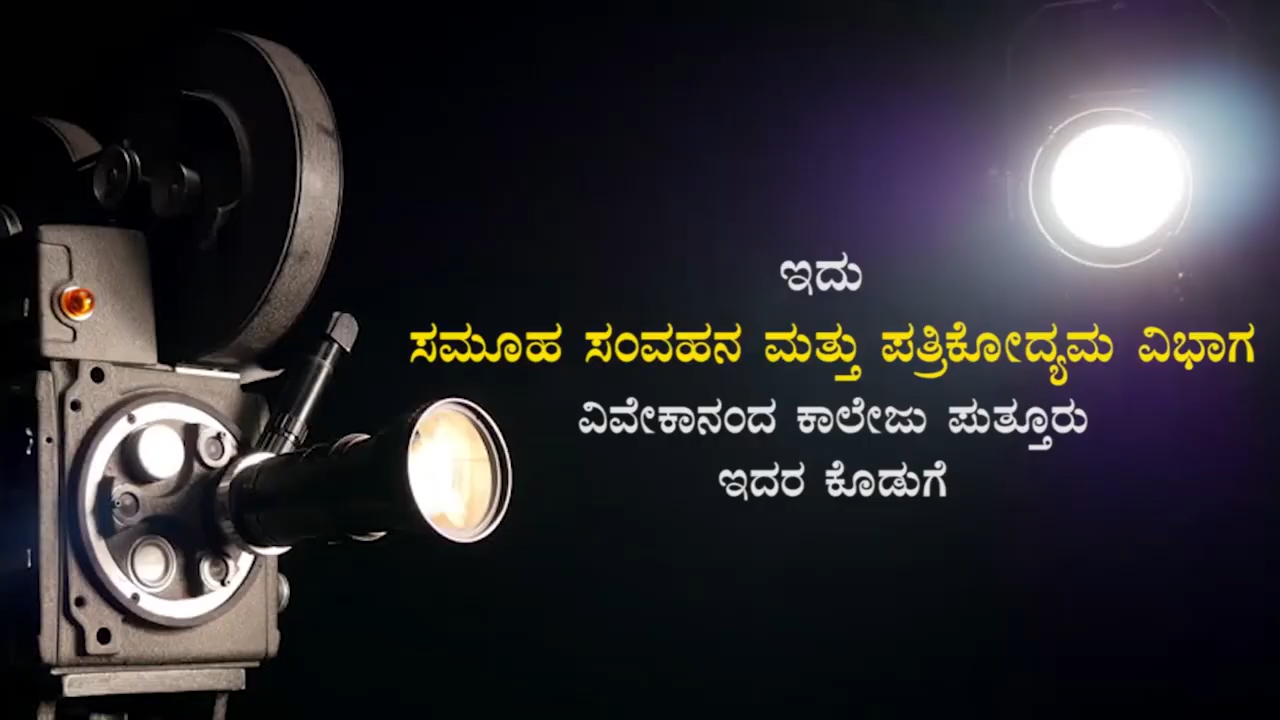 ಇದು
ಸಮೂಹ ಸಂವಹನ ಮತ್ತು ಪತ್ರಿಕೋದ್ಯಮ ವಿಭಾಗ
ವಿವೇಕಾನಂದ ಕಾಲೇಜು ಪುತ್ತೂರು
ಇದರ ಕೊಡುಗೆ